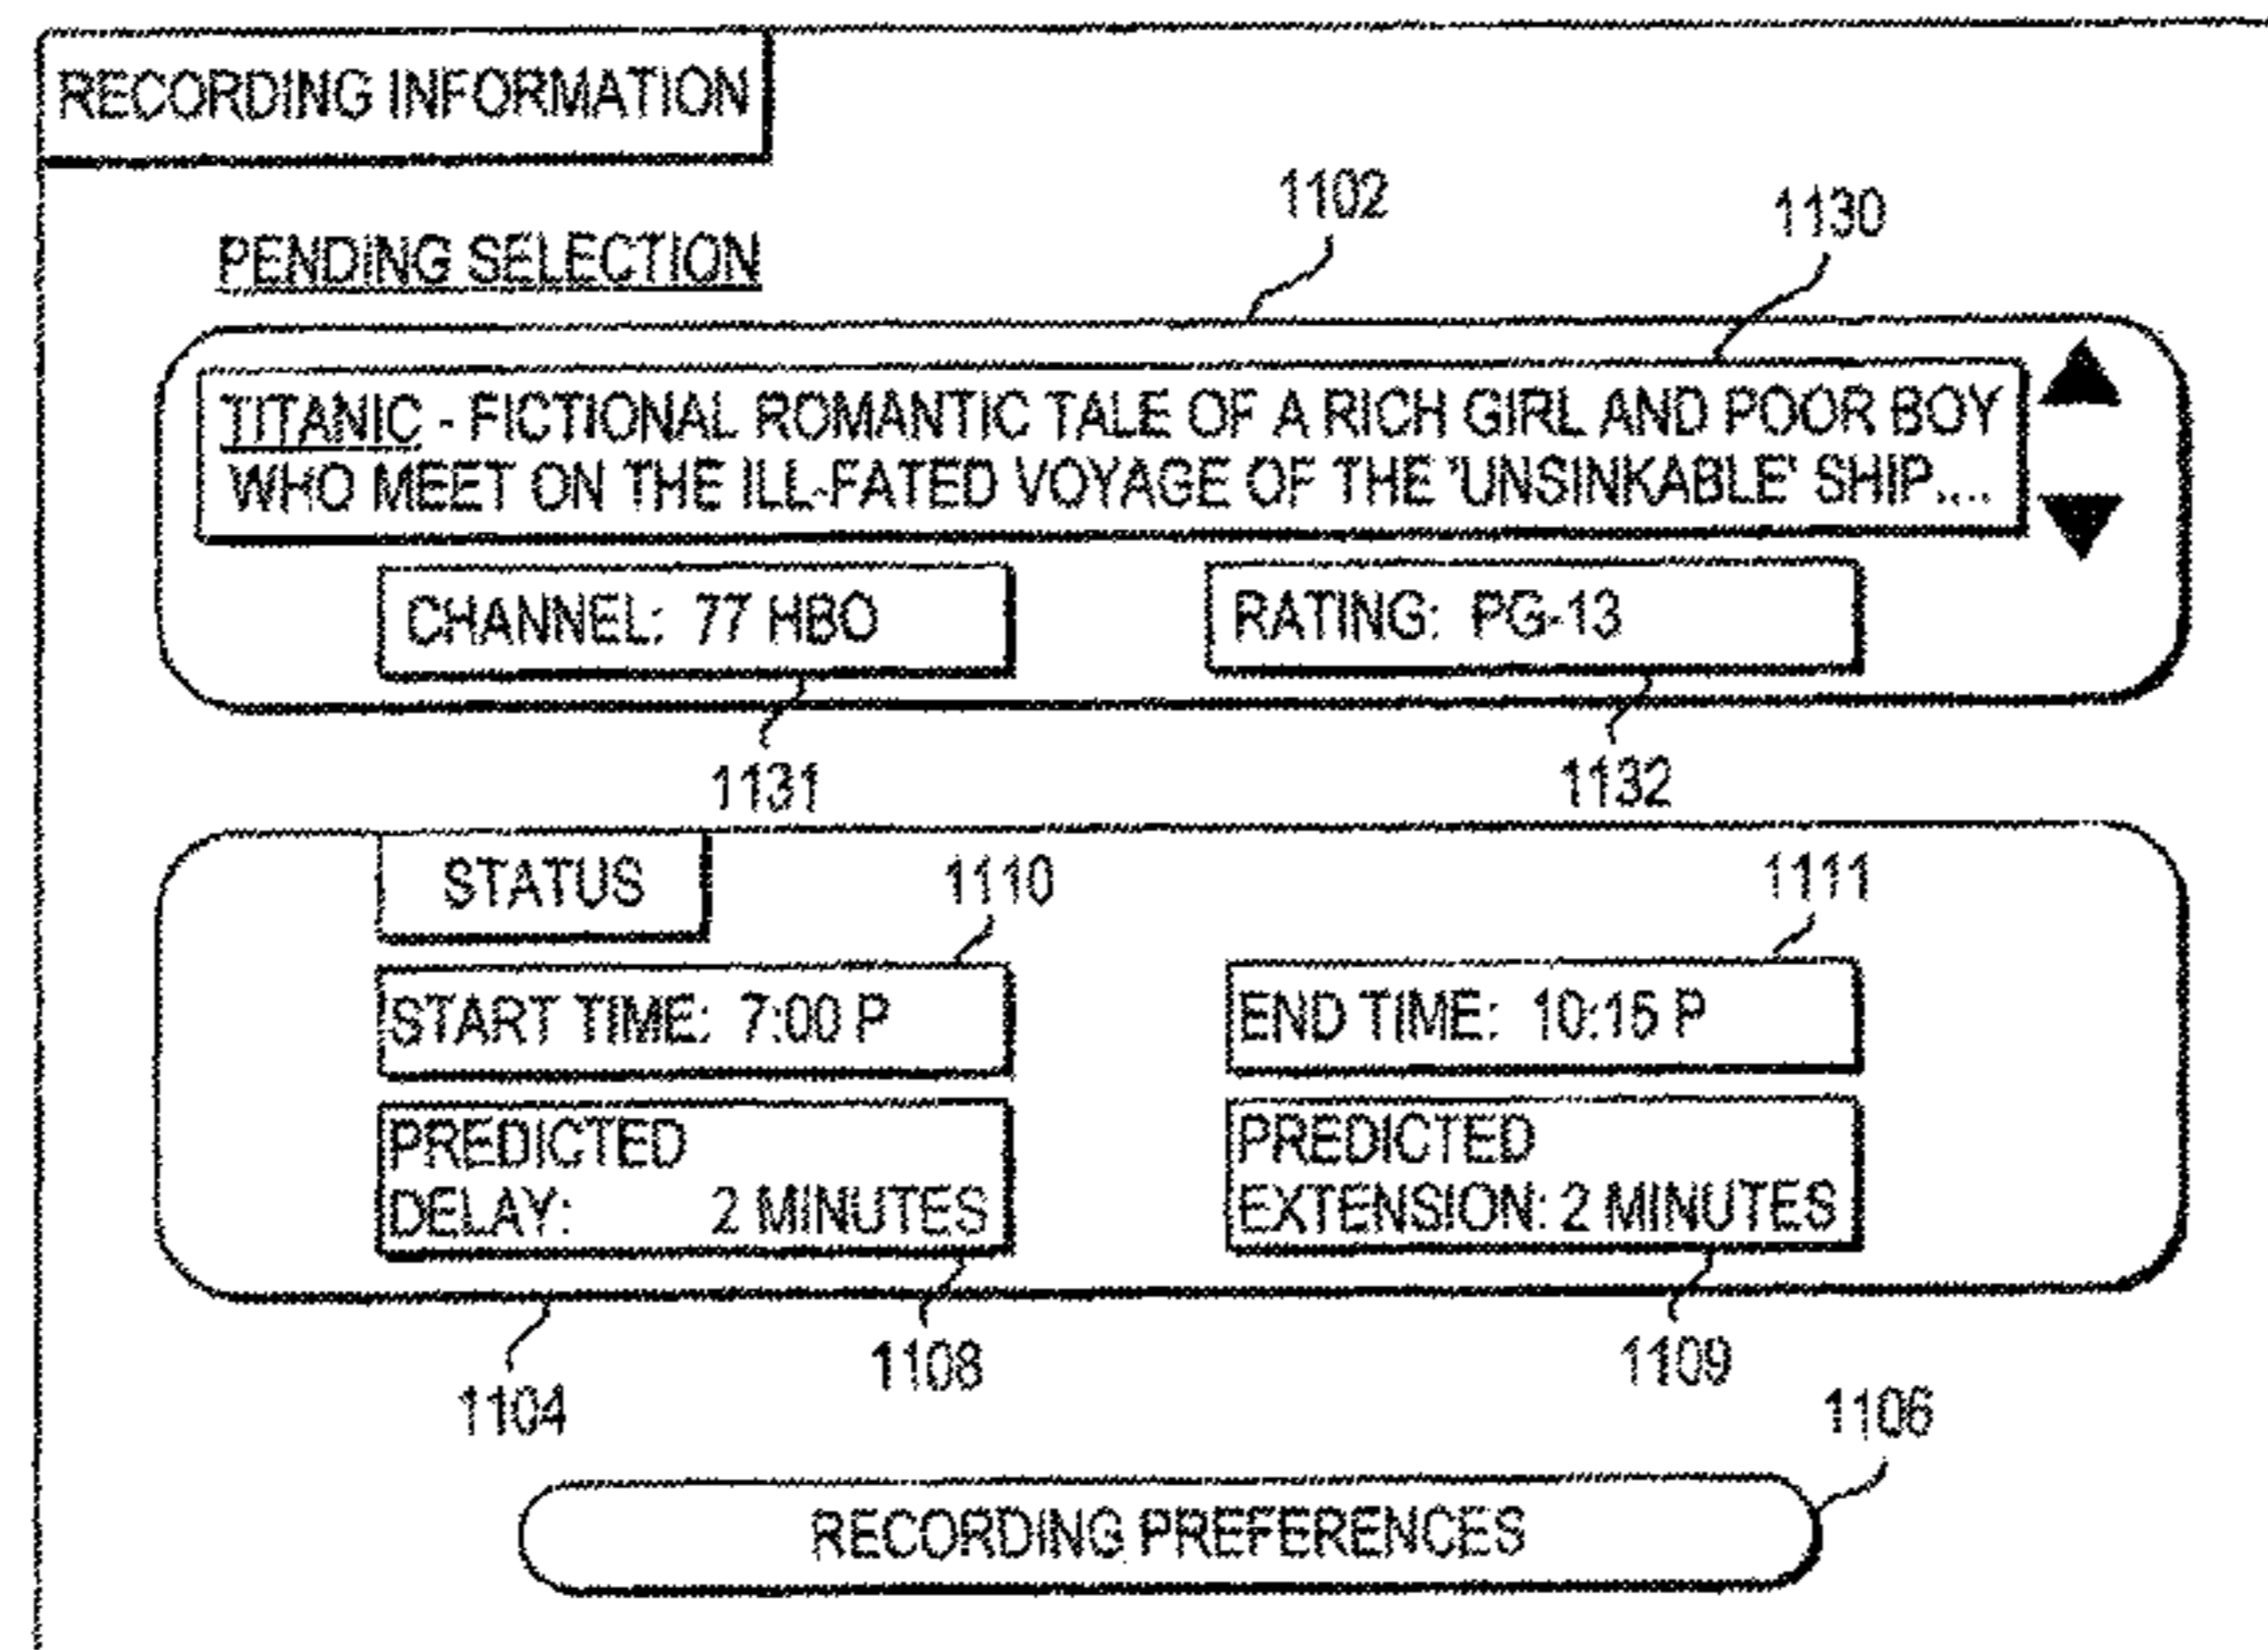 RECORDING INFORMATION
1102
1130
PENDING SELECTION
TITANIC - FICTIONAL ROMANTIC TALE OF A RICH GIRL AND POOR BOY
WHO MEET ON THE ILL-FATED VOYAGE OF THE 'UNSINKABLE' SHIP....
CHANNEL: 77 HBO
RATING: PG-13
1131
1132
STATUS
1110
1111
START TIME: 7:00 P
END TIME: 10:15 P
PREDICTED
DELAY: 2 MINUTES
PREDICTED
EXTENSION: 2 MINUTES
1104
1108
1109
1106
RECORDING PREFERENCES